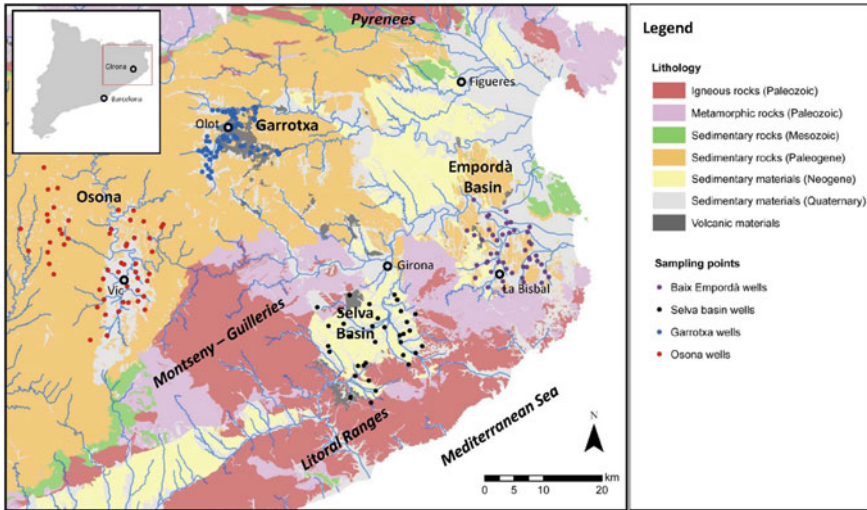 Pyrenees
Girona
Barcelona
Figueres
Olot
Garrotxa
Empordà
Basin
Osona
Vic
Girona
La Bisbal
Selva
Basin
Montseny – Guilleries
Litoral Ranges
Mediterranean Sea
N
km
0 5 10 20
Legend
Lithology
Igneous rocks (Paleozoic)
Metamorphic rocks (Paleozoic)
Sedimentary rocks (Mesozoic)
Sedimentary rocks (Paleogene)
Sedimentary materials (Neogene)
Sedimentary materials (Quaternary)
Volcanic materials
Sampling points
Baix Empordà wells
Selva basin wells
Garrotxa wells
Osona wells